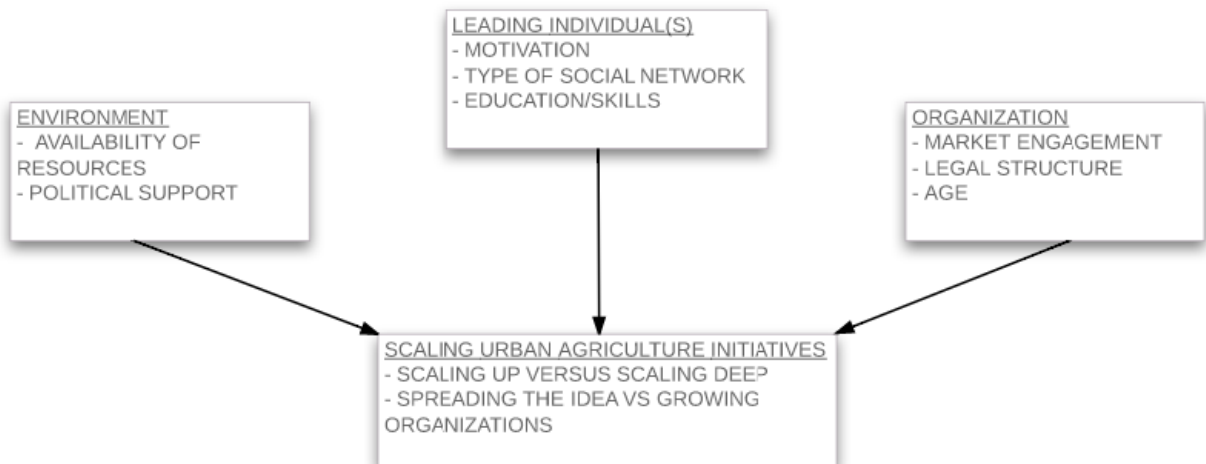 LEADING INDIVIDUAL(S)
- MOTIVATION
- TYPE OF SOCIAL NETWORK
- EDUCATION/SKILLS
ENVIRONMENT
- AVAILABILITY OF
RESOURCES
- POLITICAL SUPPORT
ORGANIZATION
- MARKET ENGAGEMENT
- LEGAL STRUCTURE
- AGE
SCALING URBAN AGRICULTURE INITIATIVES
- SCALING UP VERSUS SCALING DEEP
- SPREADING THE IDEA VS GROWING
ORGANIZATIONS